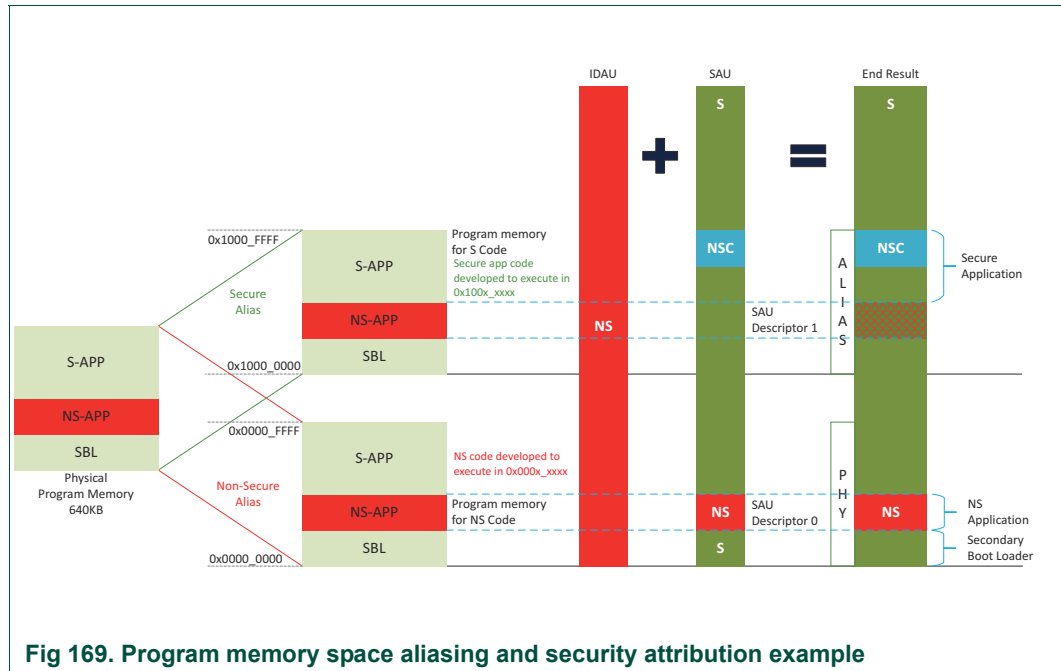 IDAU
SAU
End Result
S
S
0x1000_FFFF
Program memory
for S Code
Secure app code
developed to execute in
0x100x_xxxx
S-APP
NSC
NSC
Secure
Application
A
L
I
A
S
Secure
Alias
NS-APP
NS
SAU
Descriptor 1
S-APP
SBL
0x1000_0000
NS-APP
0x0000_FFFF
SBL
S-APP
NS code developed to
execute in 0x000x_xxxx
P
H
Y
Physical
Program Memory
640KB
Non-Secure
Alias
NS-APP
Program memory
for NS Code
NS
SAU
Descriptor 0
NS
NS
Application
SBL
S
Secondary
Boot Loader
0x0000_0000
Fig 169. Program memory space aliasing and security attribution example